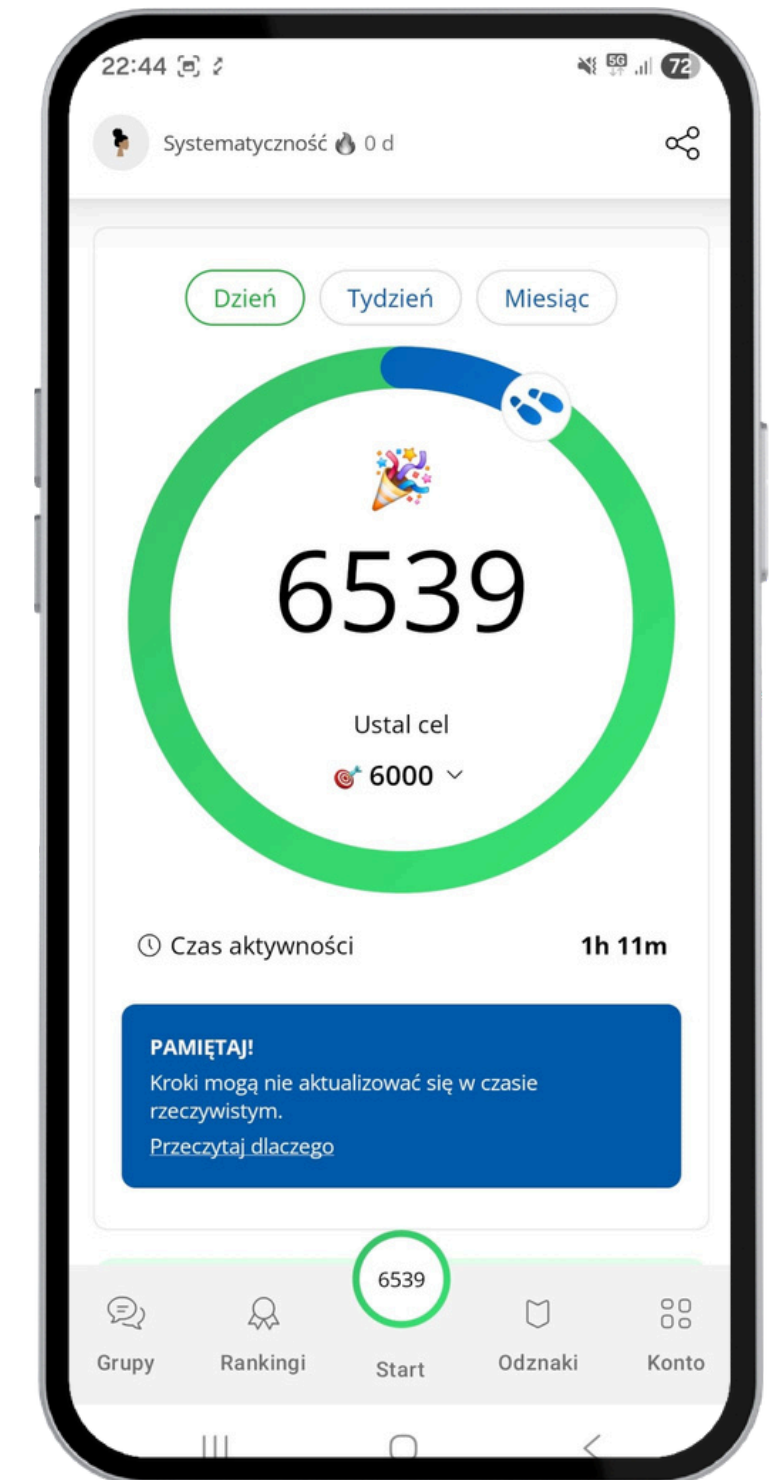 22:44
5G
72
Systematyczność 0 d
Dzień
Tydzień
Miesiąc
6539
Ustal cel
6000
Czas aktywności
1h 11m
PAMIĘTAJ!
Kroki mogą nie aktualizować się w czasie
rzeczywistym.
Przeczytaj dlaczego
6539
Grupy
Rankingi
Start
Odznaki
Konto